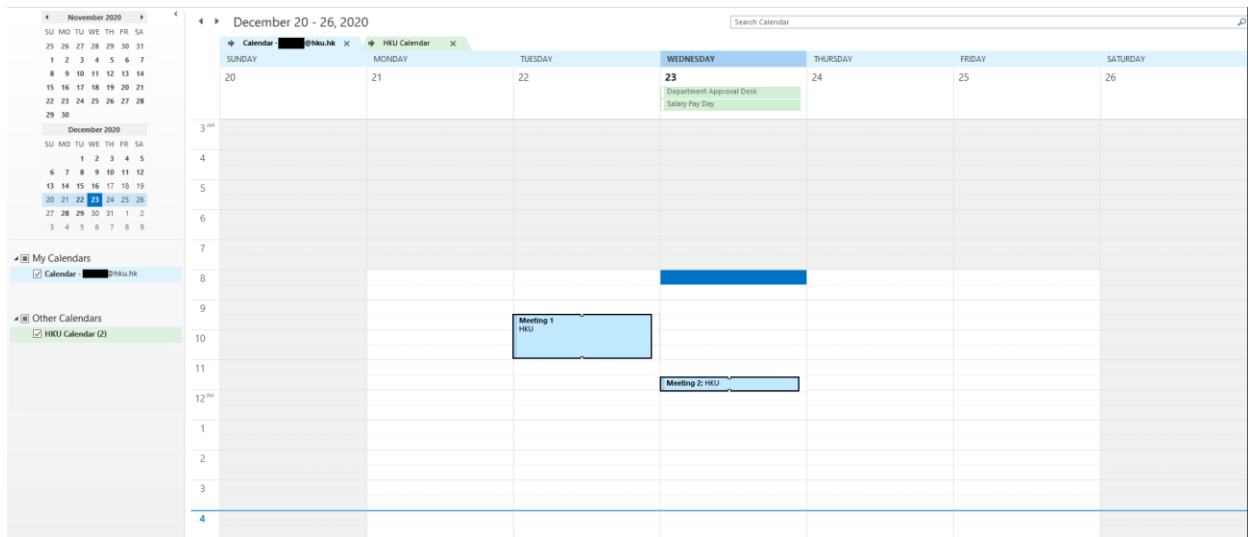 November 2020
SU MO TU WE TH FR SA
25 26 27 28 29 30 31
1 2 3 4 5 6 7
8 9 10 11 12 13 14
15 16 17 18 19 20 21
22 23 24 25 26 27 28
29 30
December 2020
SU MO TU WE TH FR SA
1 2 3 4 5
6 7 8 9 10 11 12
13 14 15 16 17 18 19
20 21 22 23 24 25 26
27 28 29 30 31 1 2
3 4 5 6 7 8 9
My Calendars
Calendar - @hku.hk
Other Calendars
HKU Calendar (2)
December 20 - 26, 2020
Search Calendar
Calendar - @hku.hk
HKU Calendar
SUNDAY MONDAY TUESDAY WEDNESDAY THURSDAY FRIDAY SATURDAY
20 21 22 23 24 25 26
Department Approval Desk
Salary Pay Day
3 AM
4
5
6
7
8
9
Meeting 1
HKU
10
11
Meeting 2: HKU
12 PM
1
2
3
4